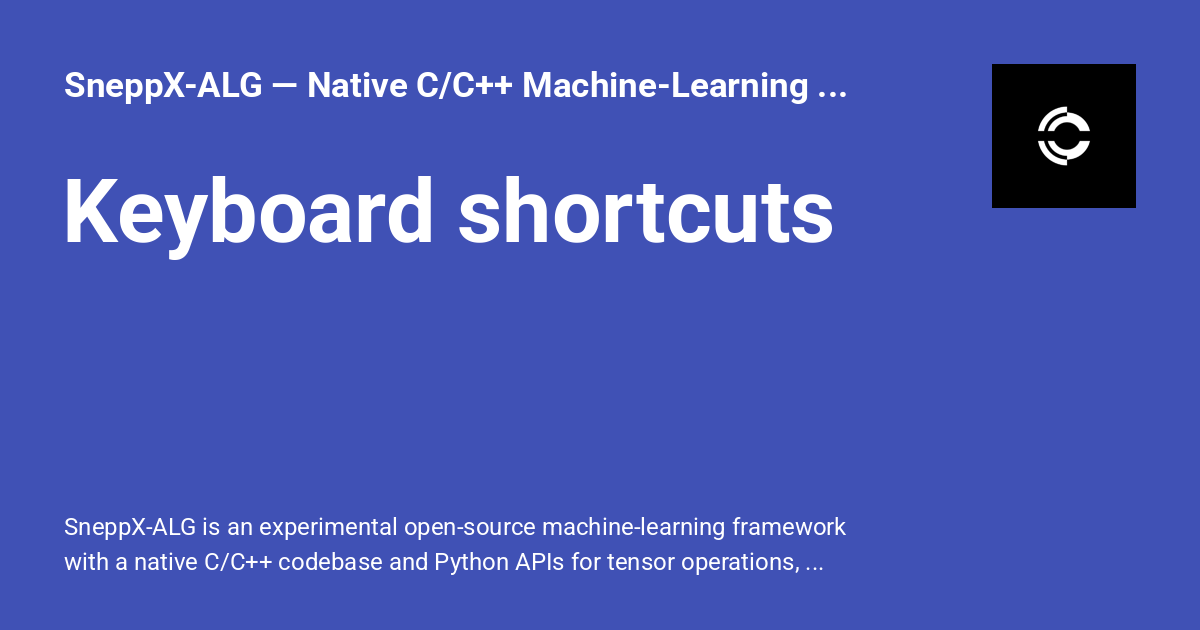 SneppX-ALG — Native C/C++ Machine-Learning ...
Keyboard shortcuts
SneppX-ALG is an experimental open-source machine-learning framework
with a native C/C++ codebase and Python APIs for tensor operations, ...